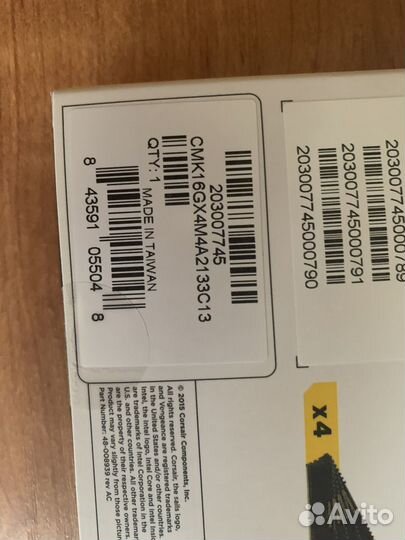 203007745
CMK16GX4M4A2133C13
QTY: 1
MADE IN TAIWAN
8 43591 05504 8
203007745000789
203007745000791
203007745000790
© 2015 Corsair Components, Inc.
All rights reserved. Corsair, the sails logo,
and Vengeance are registered trademarks
in the United States and/or other countries.
Intel, the Intel logo, Intel Core and Intel Inside
are trademarks of Intel Corporation in the
U.S. and other countries. All other trademarks
are the property of their respective owners.
Product may vary slightly from those pictur
Part Number: 48-008939 rev AC
X4
Avito